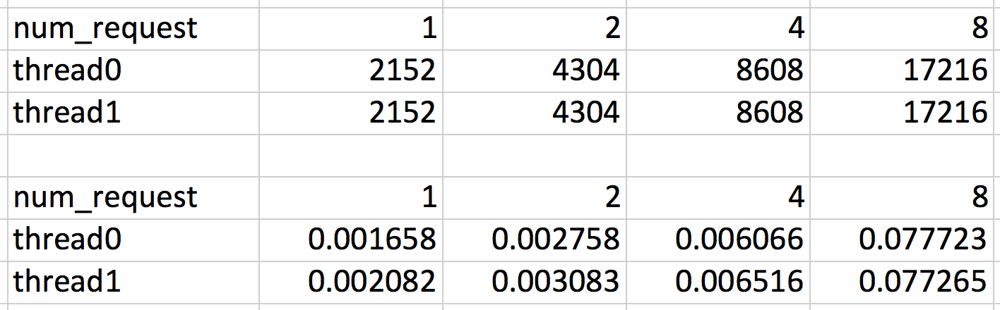 num_request 1 2 4 8
thread0 2152 4304 8608 17216
thread1 2152 4304 8608 17216
num_request 1 2 4 8
thread0 0.001658 0.002758 0.006066 0.077723
thread1 0.002082 0.003083 0.006516 0.077265